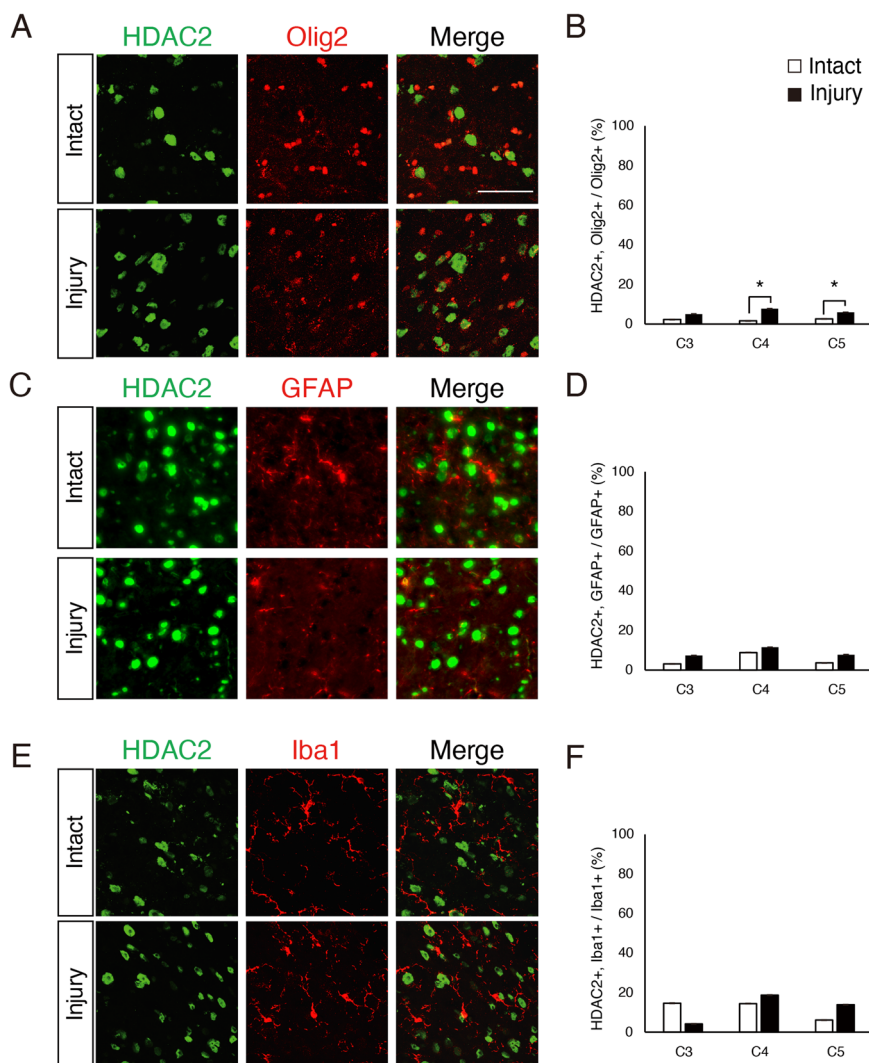 A
HDAC2
Olig2
Merge
Intact
Injury
B
Intact
Injury
HDAC2+, Olig2+ / Olig2+ (%)
100
80
60
40
20
0
*
*
C3
C4
C5
C
HDAC2
GFAP
Merge
Intact
Injury
D
HDAC2+, GFAP+ / GFAP+ (%)
100
80
60
40
20
0
C3
C4
C5
E
HDAC2
Iba1
Merge
Intact
Injury
F
HDAC2+, Iba1+ / Iba1+ (%)
100
80
60
40
20
0
C3
C4
C5